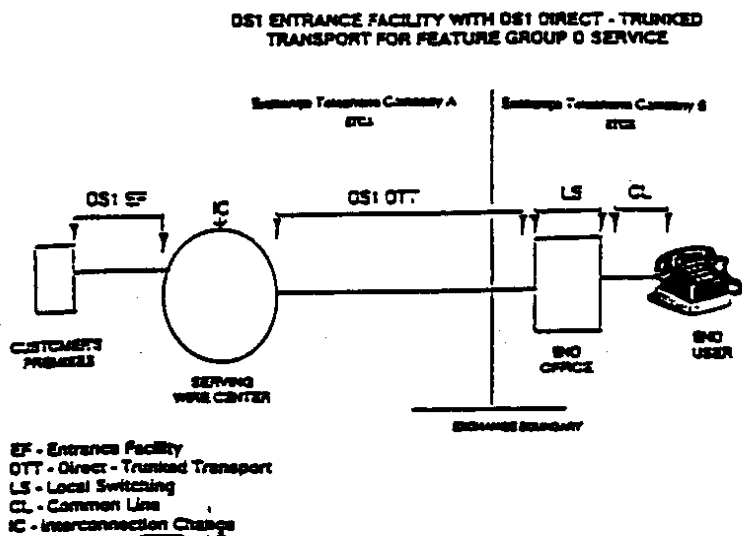 DS1 ENTRANCE FACILITY WITH DS1 DIRECT - TRUNKED
TRANSPORT FOR FEATURE GROUP D SERVICE
Exchange Telephone Company A
Exchange Telephone Company B
DS1 EF
IC
DS1 DTT
LS
CL
CUSTOMER'S
PREMISES
SERVING
WIRE CENTER
END
OFFICE
END
USER
EXCHANGE BOUNDARY
EF - Entrance Facility
DTT - Direct - Trunked Transport
LS - Local Switching
CL - Common Line
IC - Interconnection Charge